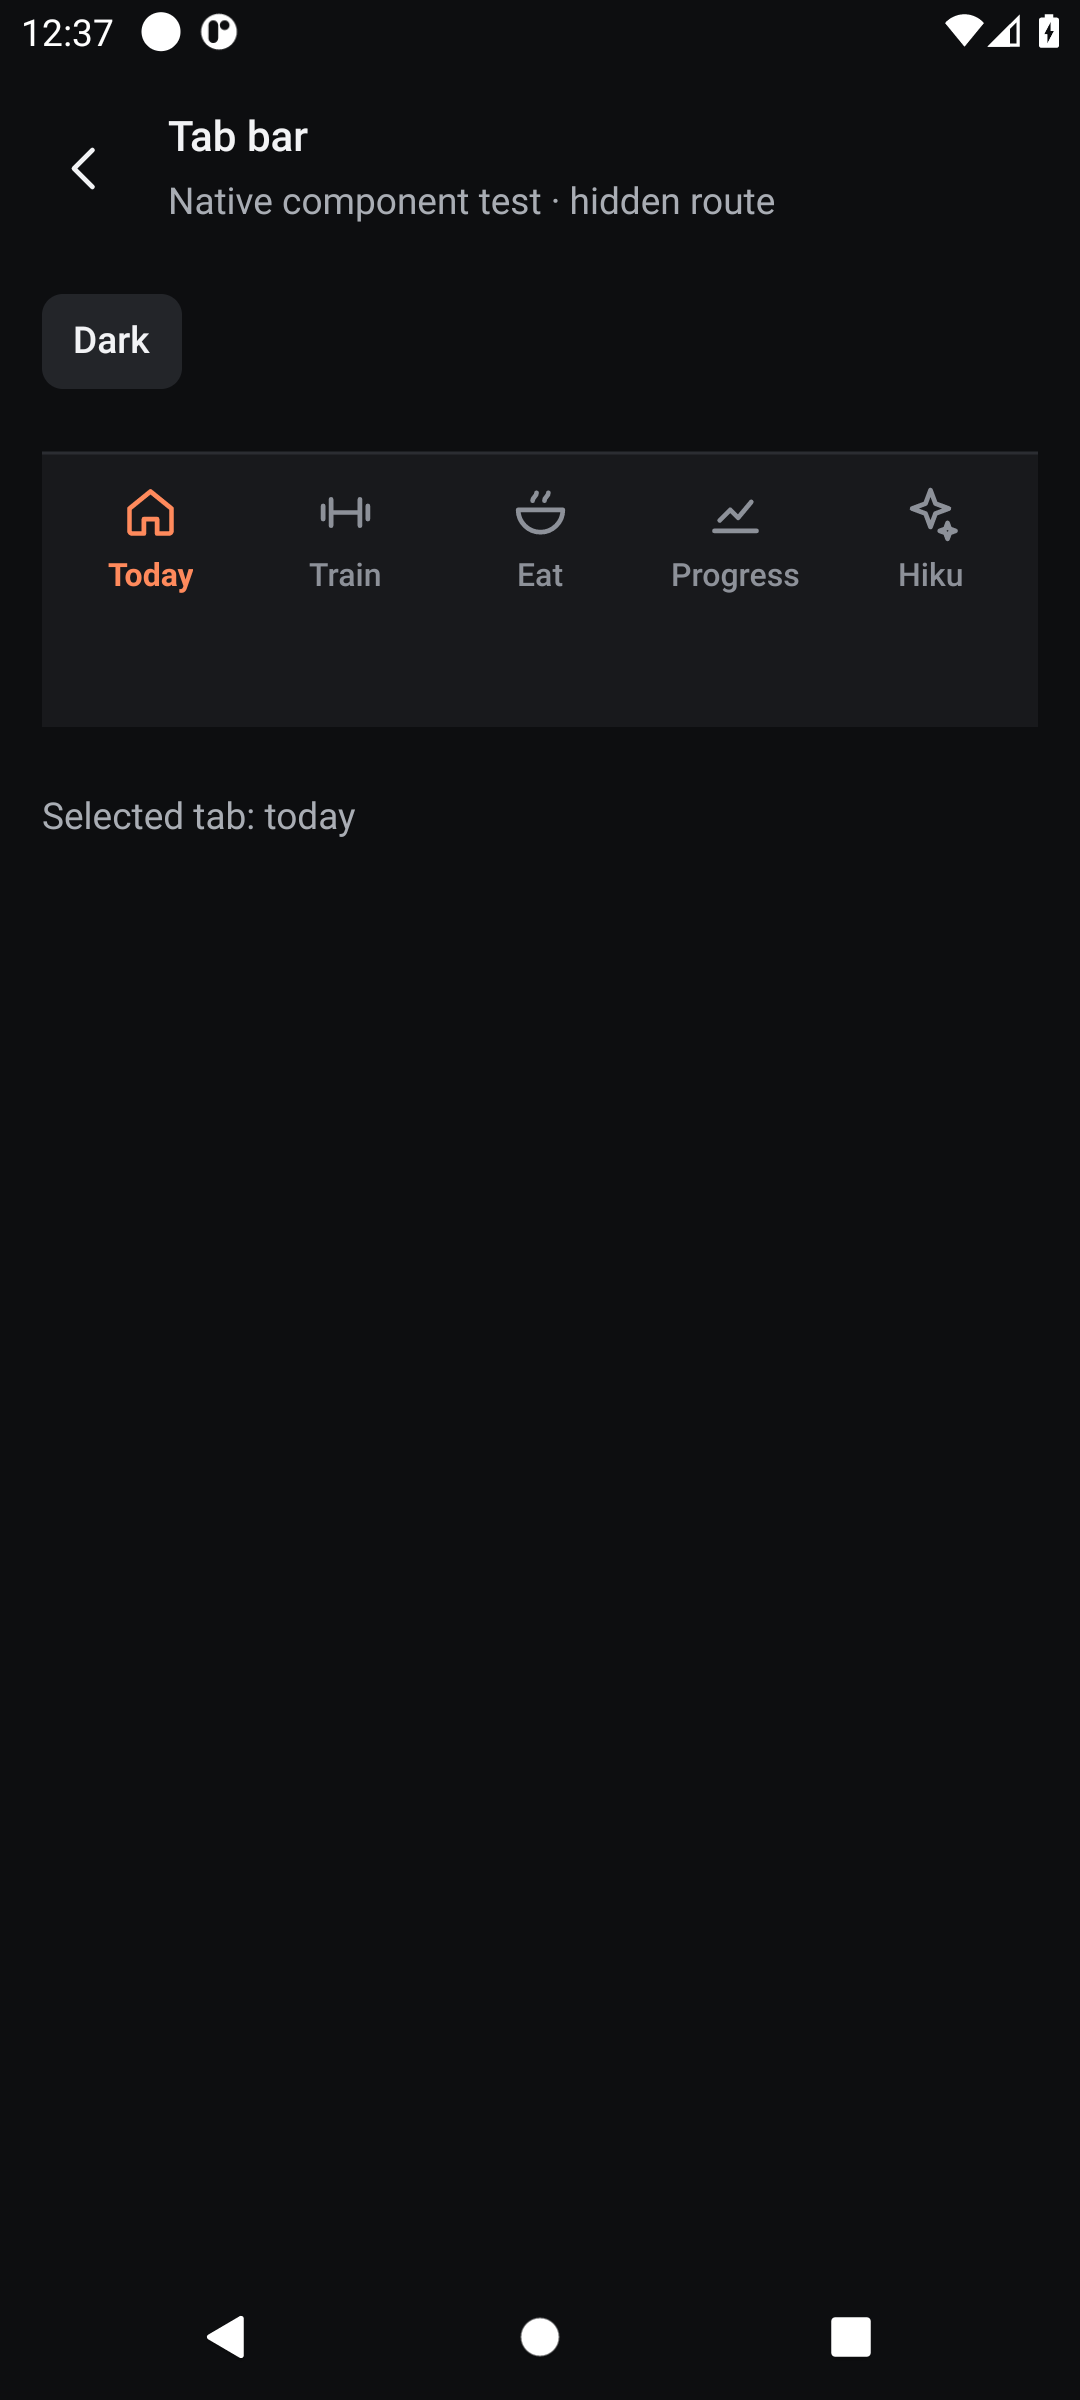 12:37
Tab bar
Native component test · hidden route
Dark
Today Train Eat Progress Hiku
Selected tab: today